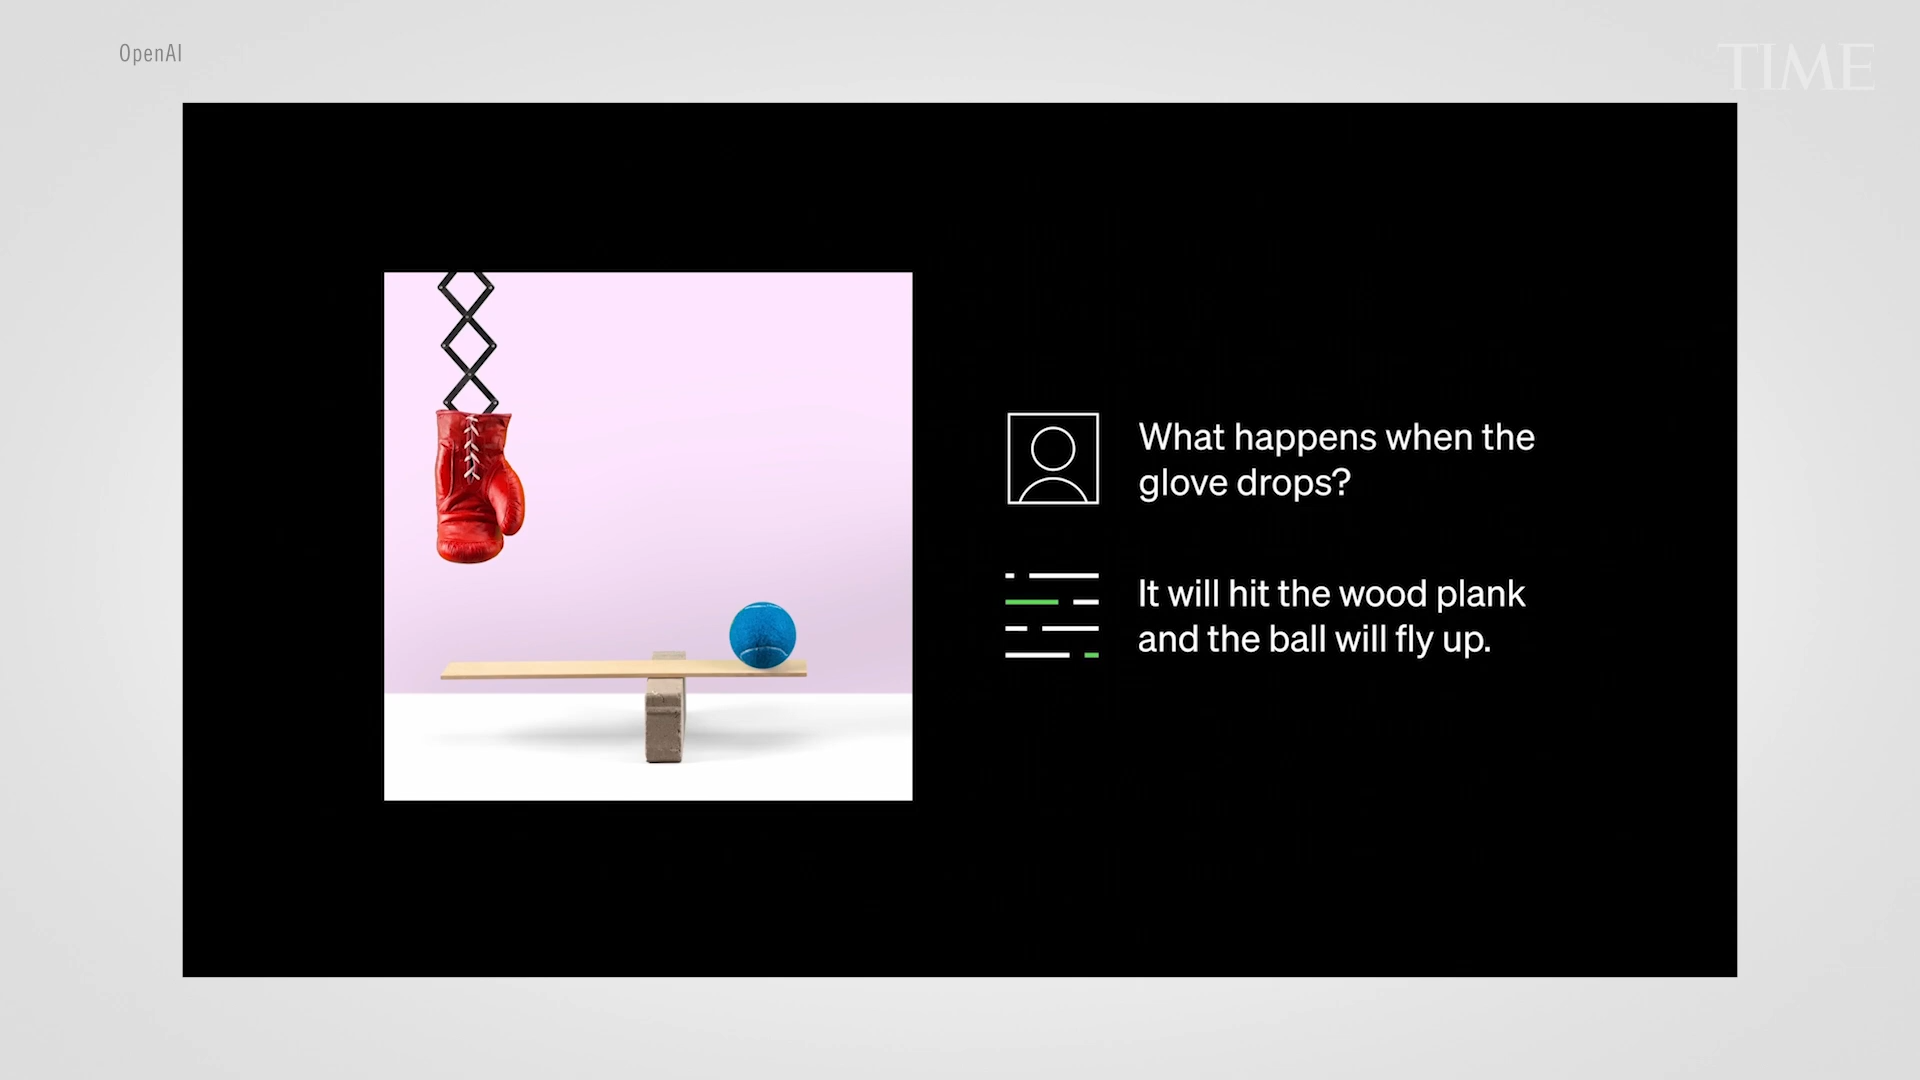 OpenAI
TIME
What happens when the
glove drops?
It will hit the wood plank
and the ball will fly up.